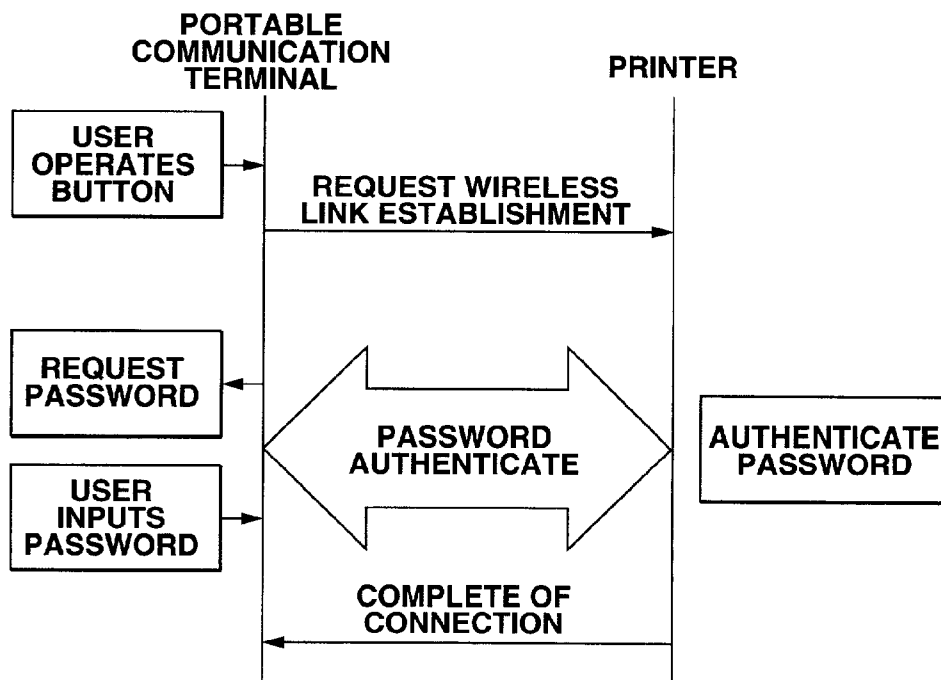 PORTABLE
COMMUNICATION
TERMINAL
PRINTER
USER
OPERATES
BUTTON
REQUEST WIRELESS
LINK ESTABLISHMENT
REQUEST
PASSWORD
PASSWORD
AUTHENTICATE
AUTHENTICATE
PASSWORD
USER
INPUTS
PASSWORD
COMPLETE OF
CONNECTION